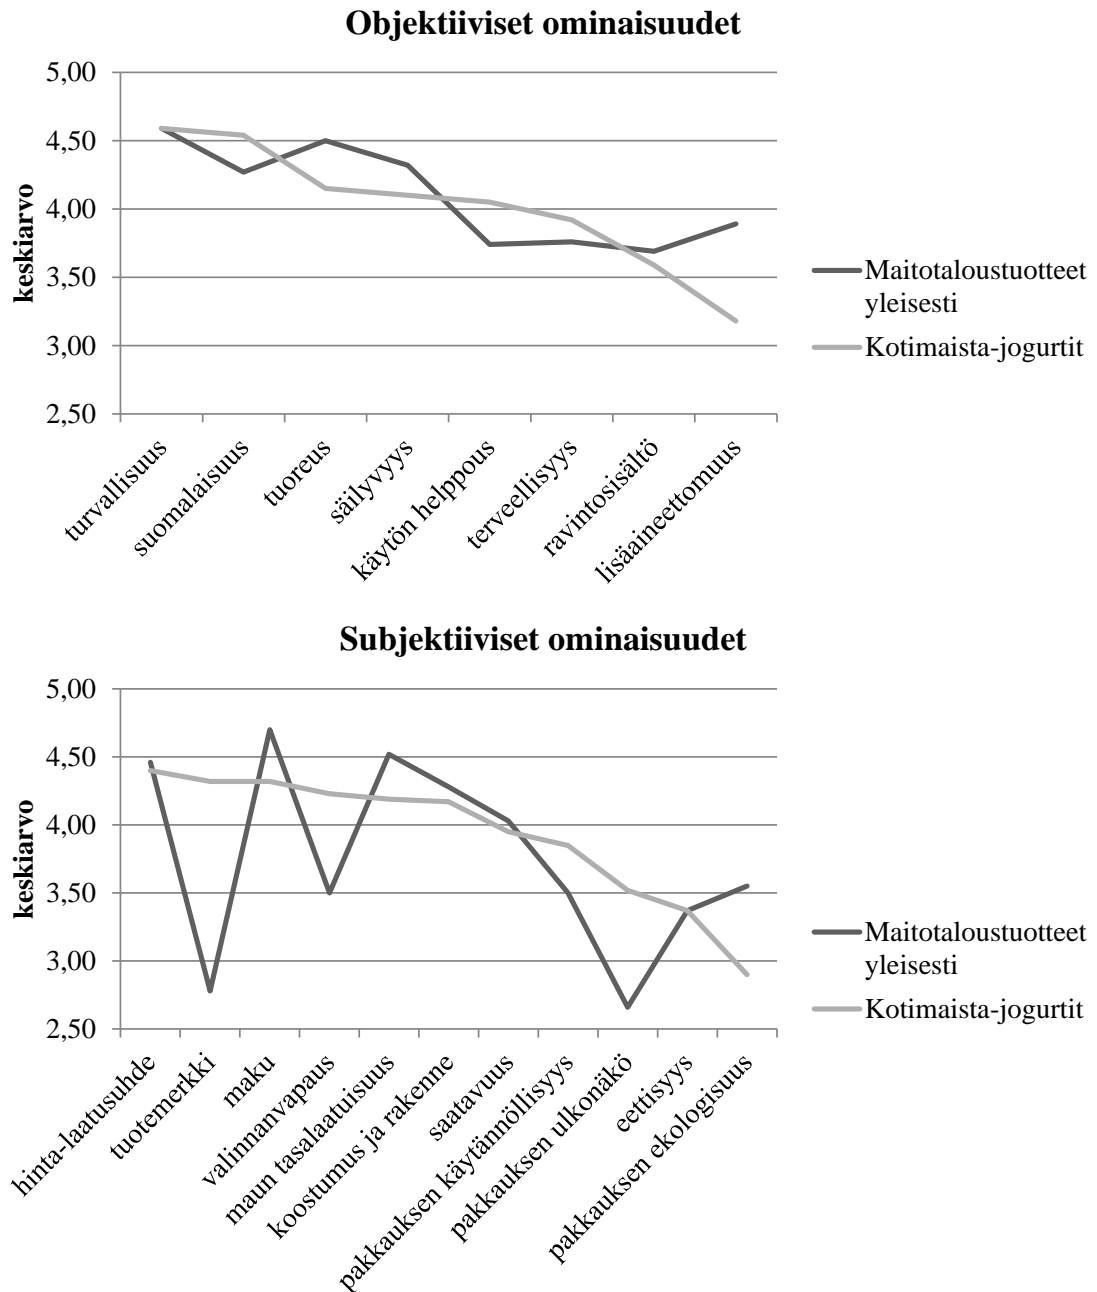 Objektiiviset ominaisuudet
5,00
4,50
4,00
3,50
3,00
2,50
keskiarvo
turvallisuus
suomalaisuus
tuoreus
säilyvyys
käytön helppous
terveellisyys
ravintosisältö
lisäaineettomuus
Maitotaloustuotteet
yleisesti
Kotimaista-jogurtit
Subjektiiviset ominaisuudet
5,00
4,50
4,00
3,50
3,00
2,50
keskiarvo
hinta-laatusuhde
tuotemerkki
maku
valinnanvapaus
maun tasalaatuisuus
koostumus ja rakenne
saatavuus
pakkauksen käytännöllisyys
pakkauksen ulkonäkö
eettisyys
pakkauksen ekologisuus
Maitotaloustuotteet
yleisesti
Kotimaista-jogurtit